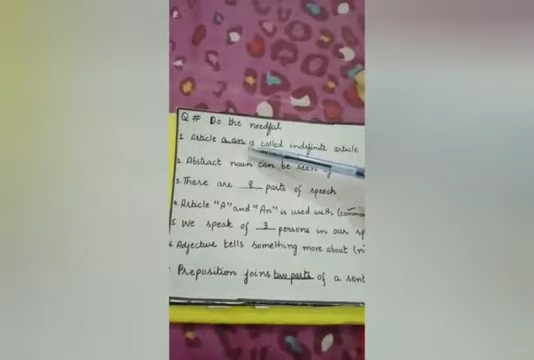 Q # Do the needful
1. Article a, an is called indefinite article
2. Abstract noun can be seen
3. There are 8 parts of speech
4. Article "A" and "An" is used with (common
5. We speak of 3 persons in our sp
6. Adjective tells something more about (n
Preposition joins two parts of a sent